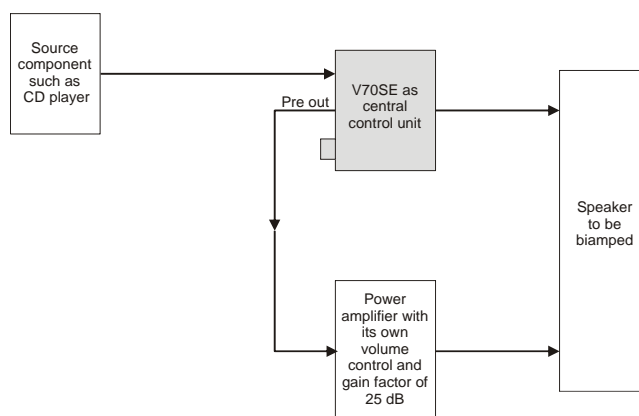 Source
component
such as
CD player
V70SE as
central
control unit
Pre out
Speaker
to be
biamped
Power
amplifier with
its own
volume
control and
gain factor of
25 dB